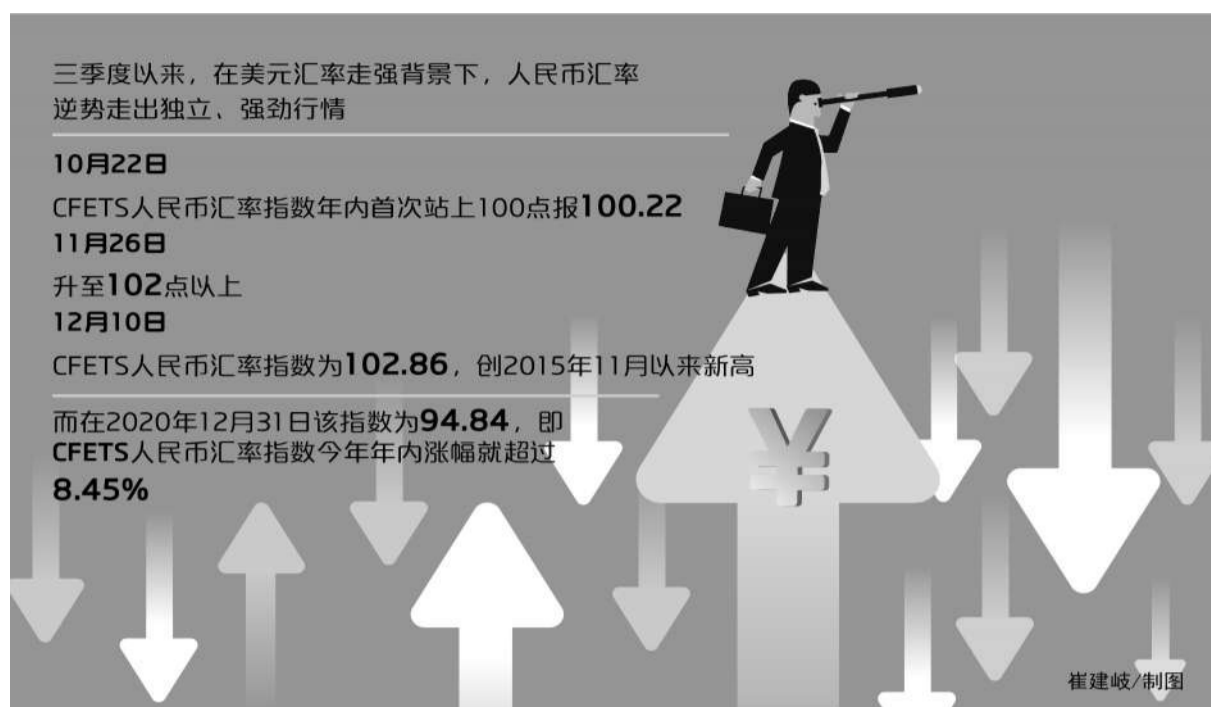 三季度以来，在美元汇率走强背景下，人民币汇率
逆势走出独立、强劲行情
10月22日
CFETS人民币汇率指数年内首次站上100点报100.22
11月26日
升至102点以上
12月10日
CFETS人民币汇率指数为102.86，创2015年11月以来新高
而在2020年12月31日该指数为94.84，即
CFETS人民币汇率指数今年年内涨幅就超过
8.45%
¥
崔建岐/制图